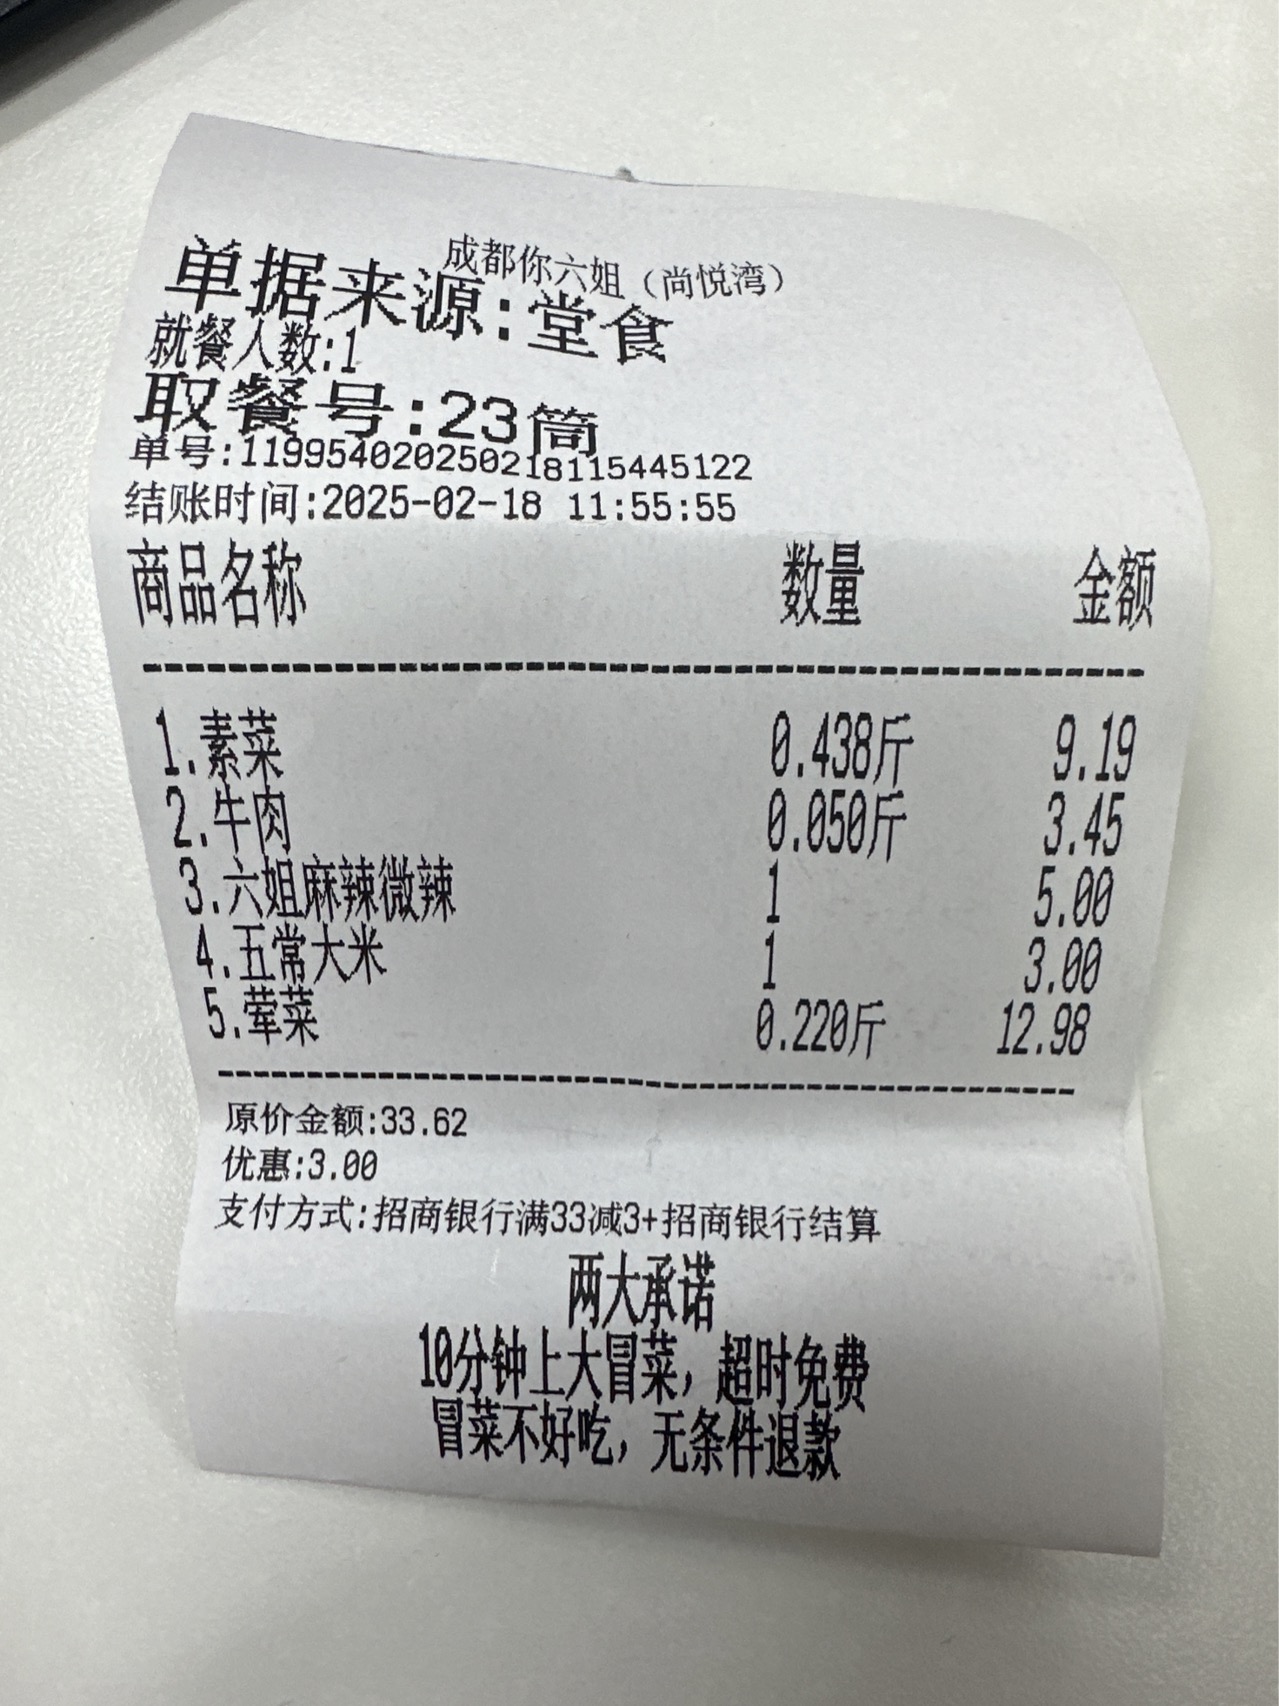 成都你六姐（尚悦湾）
单据来源:堂食
就餐人数:1
取餐号:23筒
单号:119954020250218115445122
结账时间:2025-02-18 11:55:55
商品名称 数量 金额
1.素菜 0.438斤 9.19
2.牛肉 0.050斤 3.45
3.六姐麻辣微辣 1 5.00
4.五常大米 1 3.00
5.荤菜 0.220斤 12.98
原价金额:33.62
优惠:3.00
支付方式:招商银行满33减3+招商银行结算
两大承诺
10分钟上大冒菜，超时免费
冒菜不好吃，无条件退款